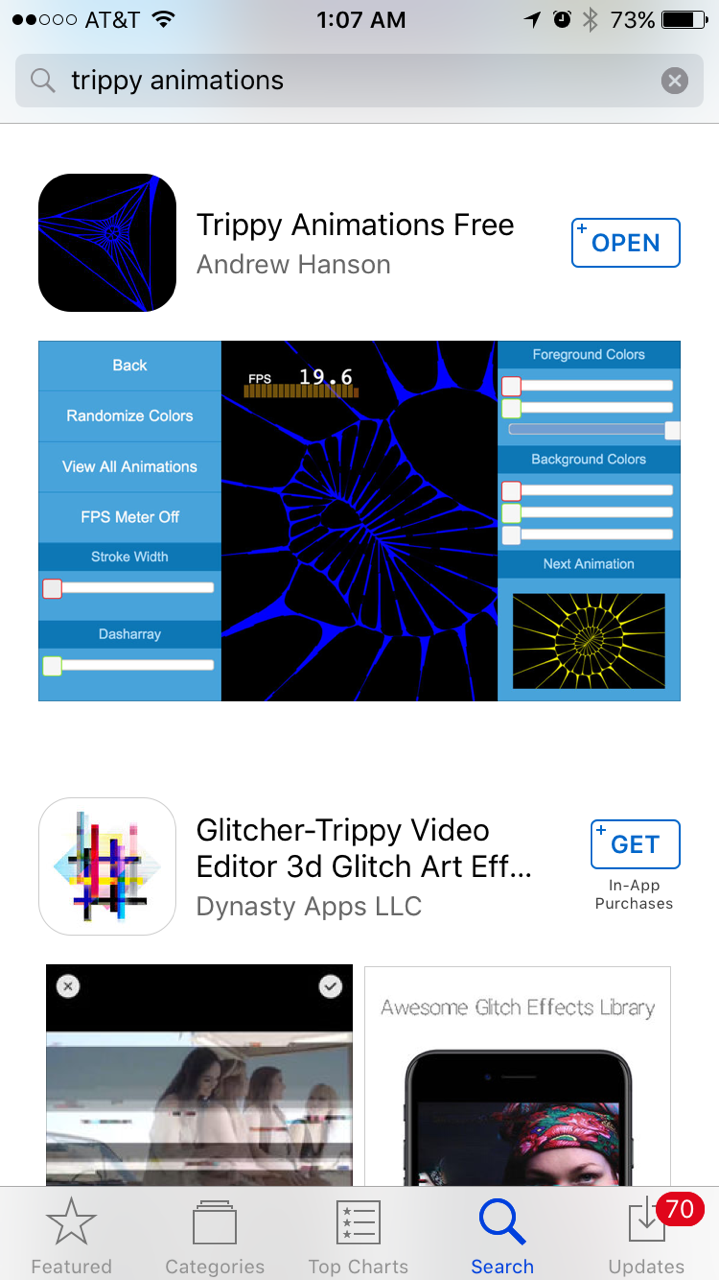 AT&T
1:07 AM
73%
trippy animations
Trippy Animations Free
Andrew Hanson
+ OPEN
Back
Randomize Colors
View All Animations
FPS Meter Off
Stroke Width
Dasharray
FPS 19.6
Foreground Colors
Background Colors
Next Animation
Glitcher-Trippy Video
Editor 3d Glitch Art Eff...
Dynasty Apps LLC
+ GET
In-App
Purchases
Awesome Glitch Effects Library
Featured
Categories
Top Charts
Search
Updates
70